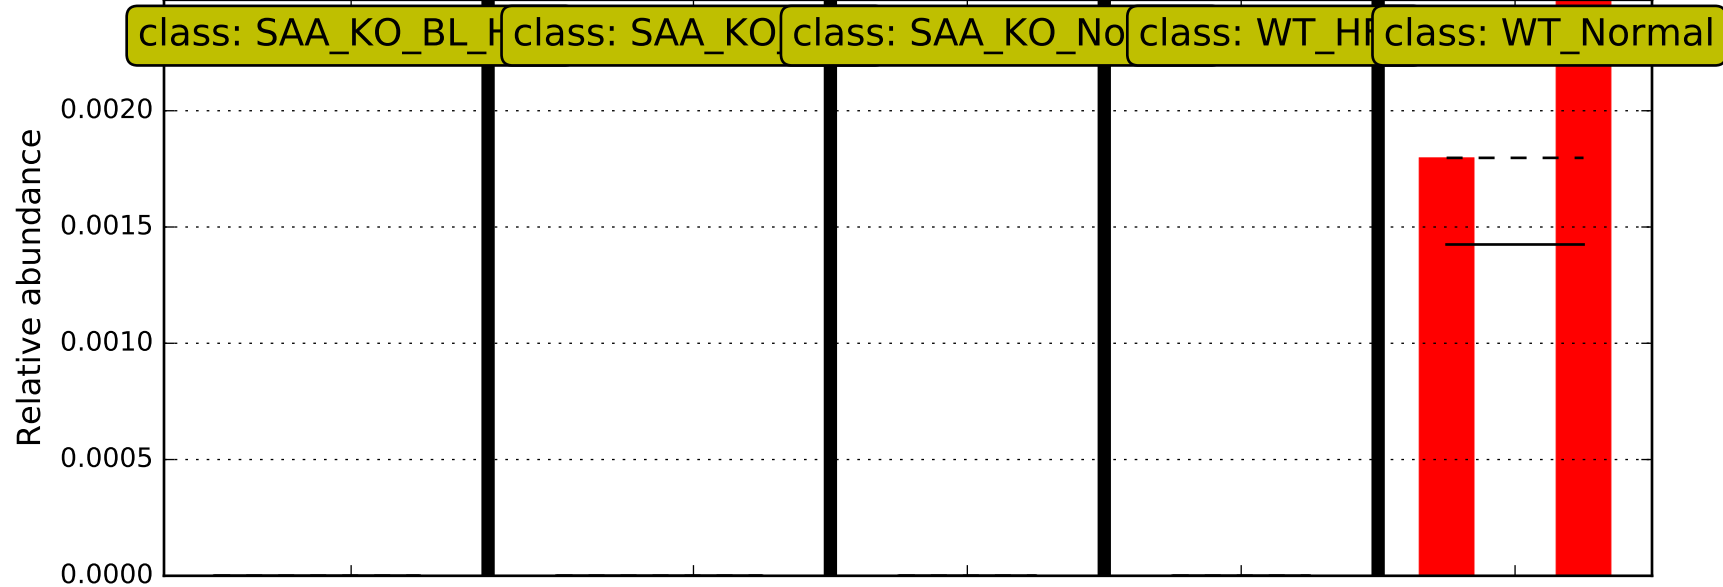 class: SAA_KO_BL_H
class: SAA_KO_
class: SAA_KO_No
class: WT_HF
class: WT_Normal
Relative abundance
0.0020
0.0015
0.0010
0.0005
0.0000